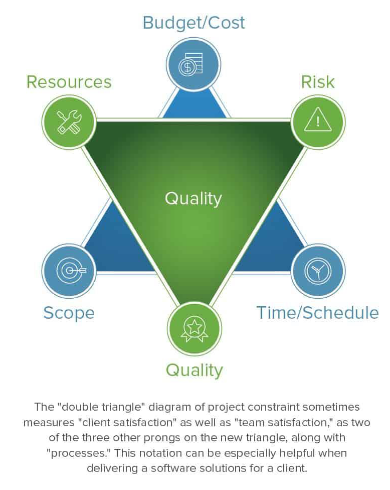 Budget/Cost
Resources
Risk
Quality
Scope
Time/Schedule
Quality
The "double triangle" diagram of project constraint sometimes
measures "client satisfaction" as well as "team satisfaction," as two
of the three other prongs on the new triangle, along with
"processes." This notation can be especially helpful when
delivering a software solutions for a client.